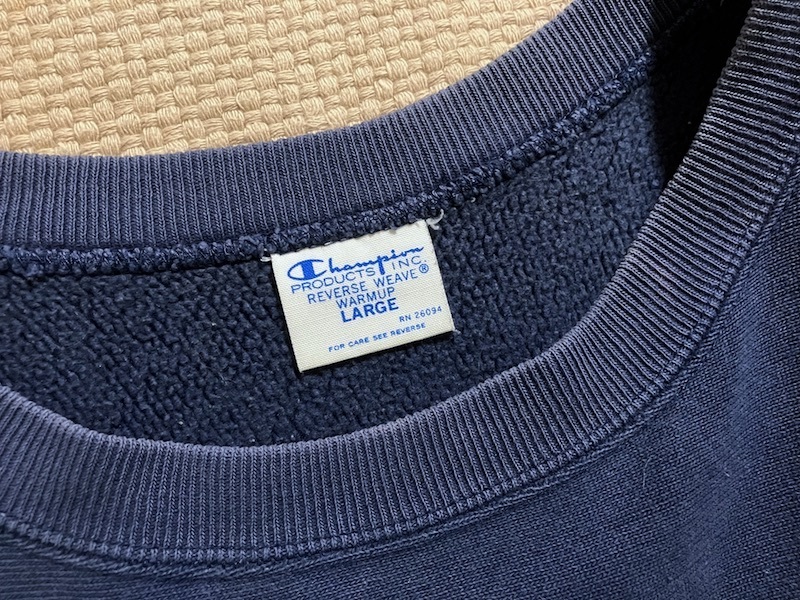 Champion
PRODUCTS INC.
REVERSE WEAVE®
WARMUP
LARGE
RN 26094
FOR CARE SEE REVERSE